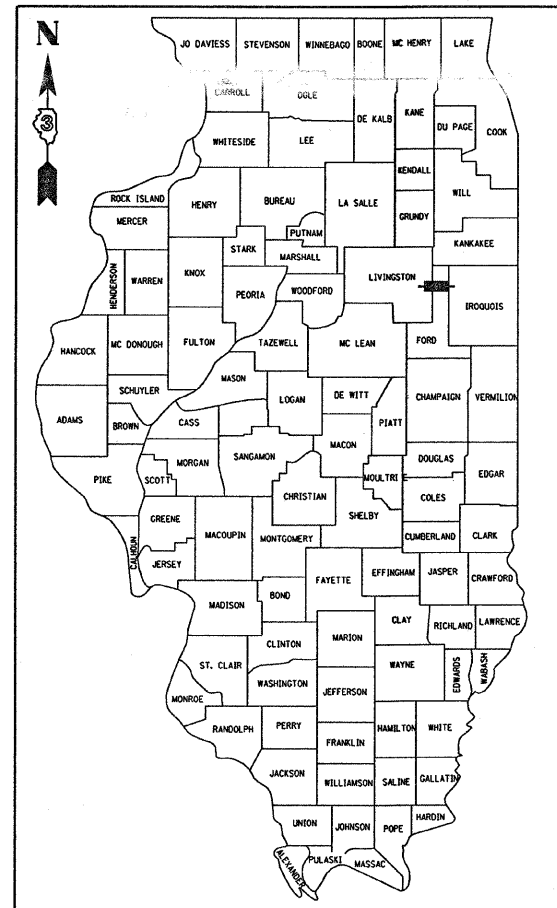 N
3
JO DAVIESS STEVENSON WINNEBAGO BOONE MC HENRY LAKE
CARROLL OGLE
DE KALB KANE
DU PAGE COOK
WHITESIDE LEE
KENDALL
WILL
ROCK ISLAND HENRY BUREAU LA SALLE
MERCER GRUNDY
PUTNAM
STARK MARSHALL KANKAKEE
HENDERSON WARREN KNOX LIVINGSTON
PEORIA WOODFORD
IROQUOIS
HANCOCK MC DONOUGH FULTON TAZEWELL MC LEAN FORD
MASON
SCHUYLER LOGAN DE WITT CHAMPAIGN VERMILION
ADAMS BROWN CASS PIATT
MACON
SANGAMON DOUGLAS
MORGAN EDGAR
PIKE SCOTT CHRISTIAN MOULTRIE COLES
GREENE SHELBY
CALHOUN MACOUPIN MONTGOMERY CUMBERLAND CLARK
JERSEY
FAYETTE EFFINGHAM JASPER CRAWFORD
BOND
MADISON
CLAY RICHLAND LAWRENCE
CLINTON MARION
ST. CLAIR WAYNE EDWARDS WABASH
WASHINGTON JEFFERSON
MONROE
RANDOLPH PERRY HAMILTON WHITE
FRANKLIN
JACKSON WILLIAMSON SALINE GALLATIN
UNION JOHNSON POPE HARDIN
ALEXANDER PULASKI MASSAC